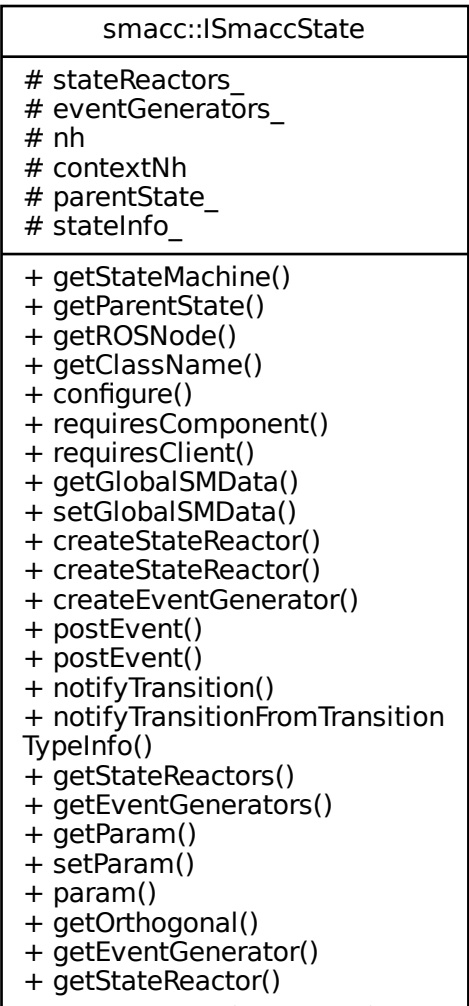 smacc::ISmaccState
# stateReactors_
# eventGenerators_
# nh
# contextNh
# parentState_
# stateInfo_
+ getStateMachine()
+ getParentState()
+ getROSNode()
+ getClassName()
+ configure()
+ requiresComponent()
+ requiresClient()
+ getGlobalSMData()
+ setGlobalSMData()
+ createStateReactor()
+ createStateReactor()
+ createEventGenerator()
+ postEvent()
+ postEvent()
+ notifyTransition()
+ notifyTransitionFromTransition
TypeInfo()
+ getStateReactors()
+ getEventGenerators()
+ getParam()
+ setParam()
+ param()
+ getOrthogonal()
+ getEventGenerator()
+ getStateReactor()